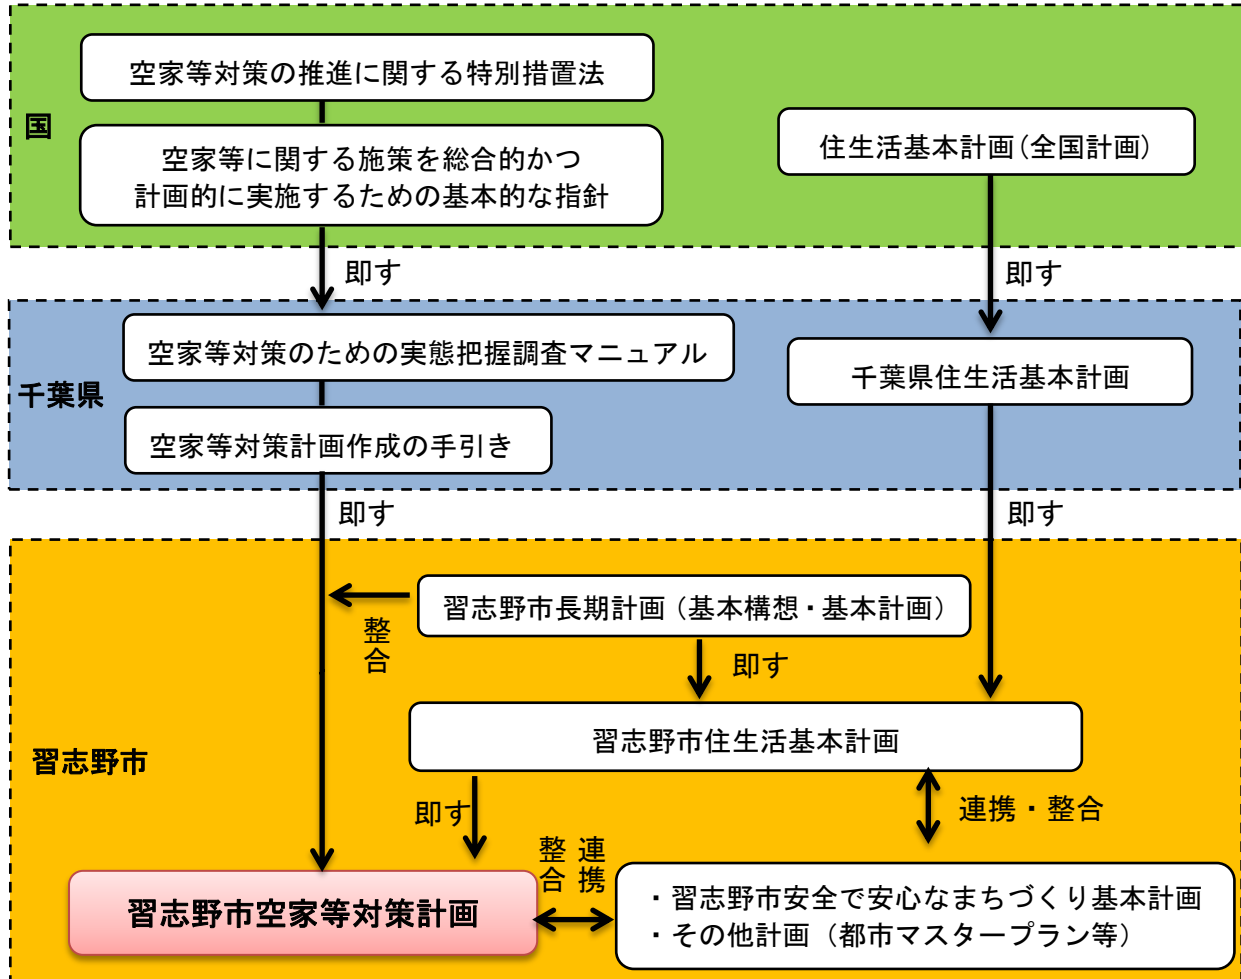 国
空家等対策の推進に関する特別措置法
空家等に関する施策を総合的かつ
計画的に実施するための基本的な指針
住生活基本計画(全国計画)
即す
即す
千葉県
空家等対策のための実態把握調査マニュアル
空家等対策計画作成の手引き
千葉県住生活基本計画
即す
即す
習志野市
習志野市長期計画（基本構想・基本計画）
整合
即す
習志野市住生活基本計画
即す
連携・整合
連携
整合
習志野市空家等対策計画
・習志野市安全で安心なまちづくり基本計画
・その他計画（都市マスタープラン等）